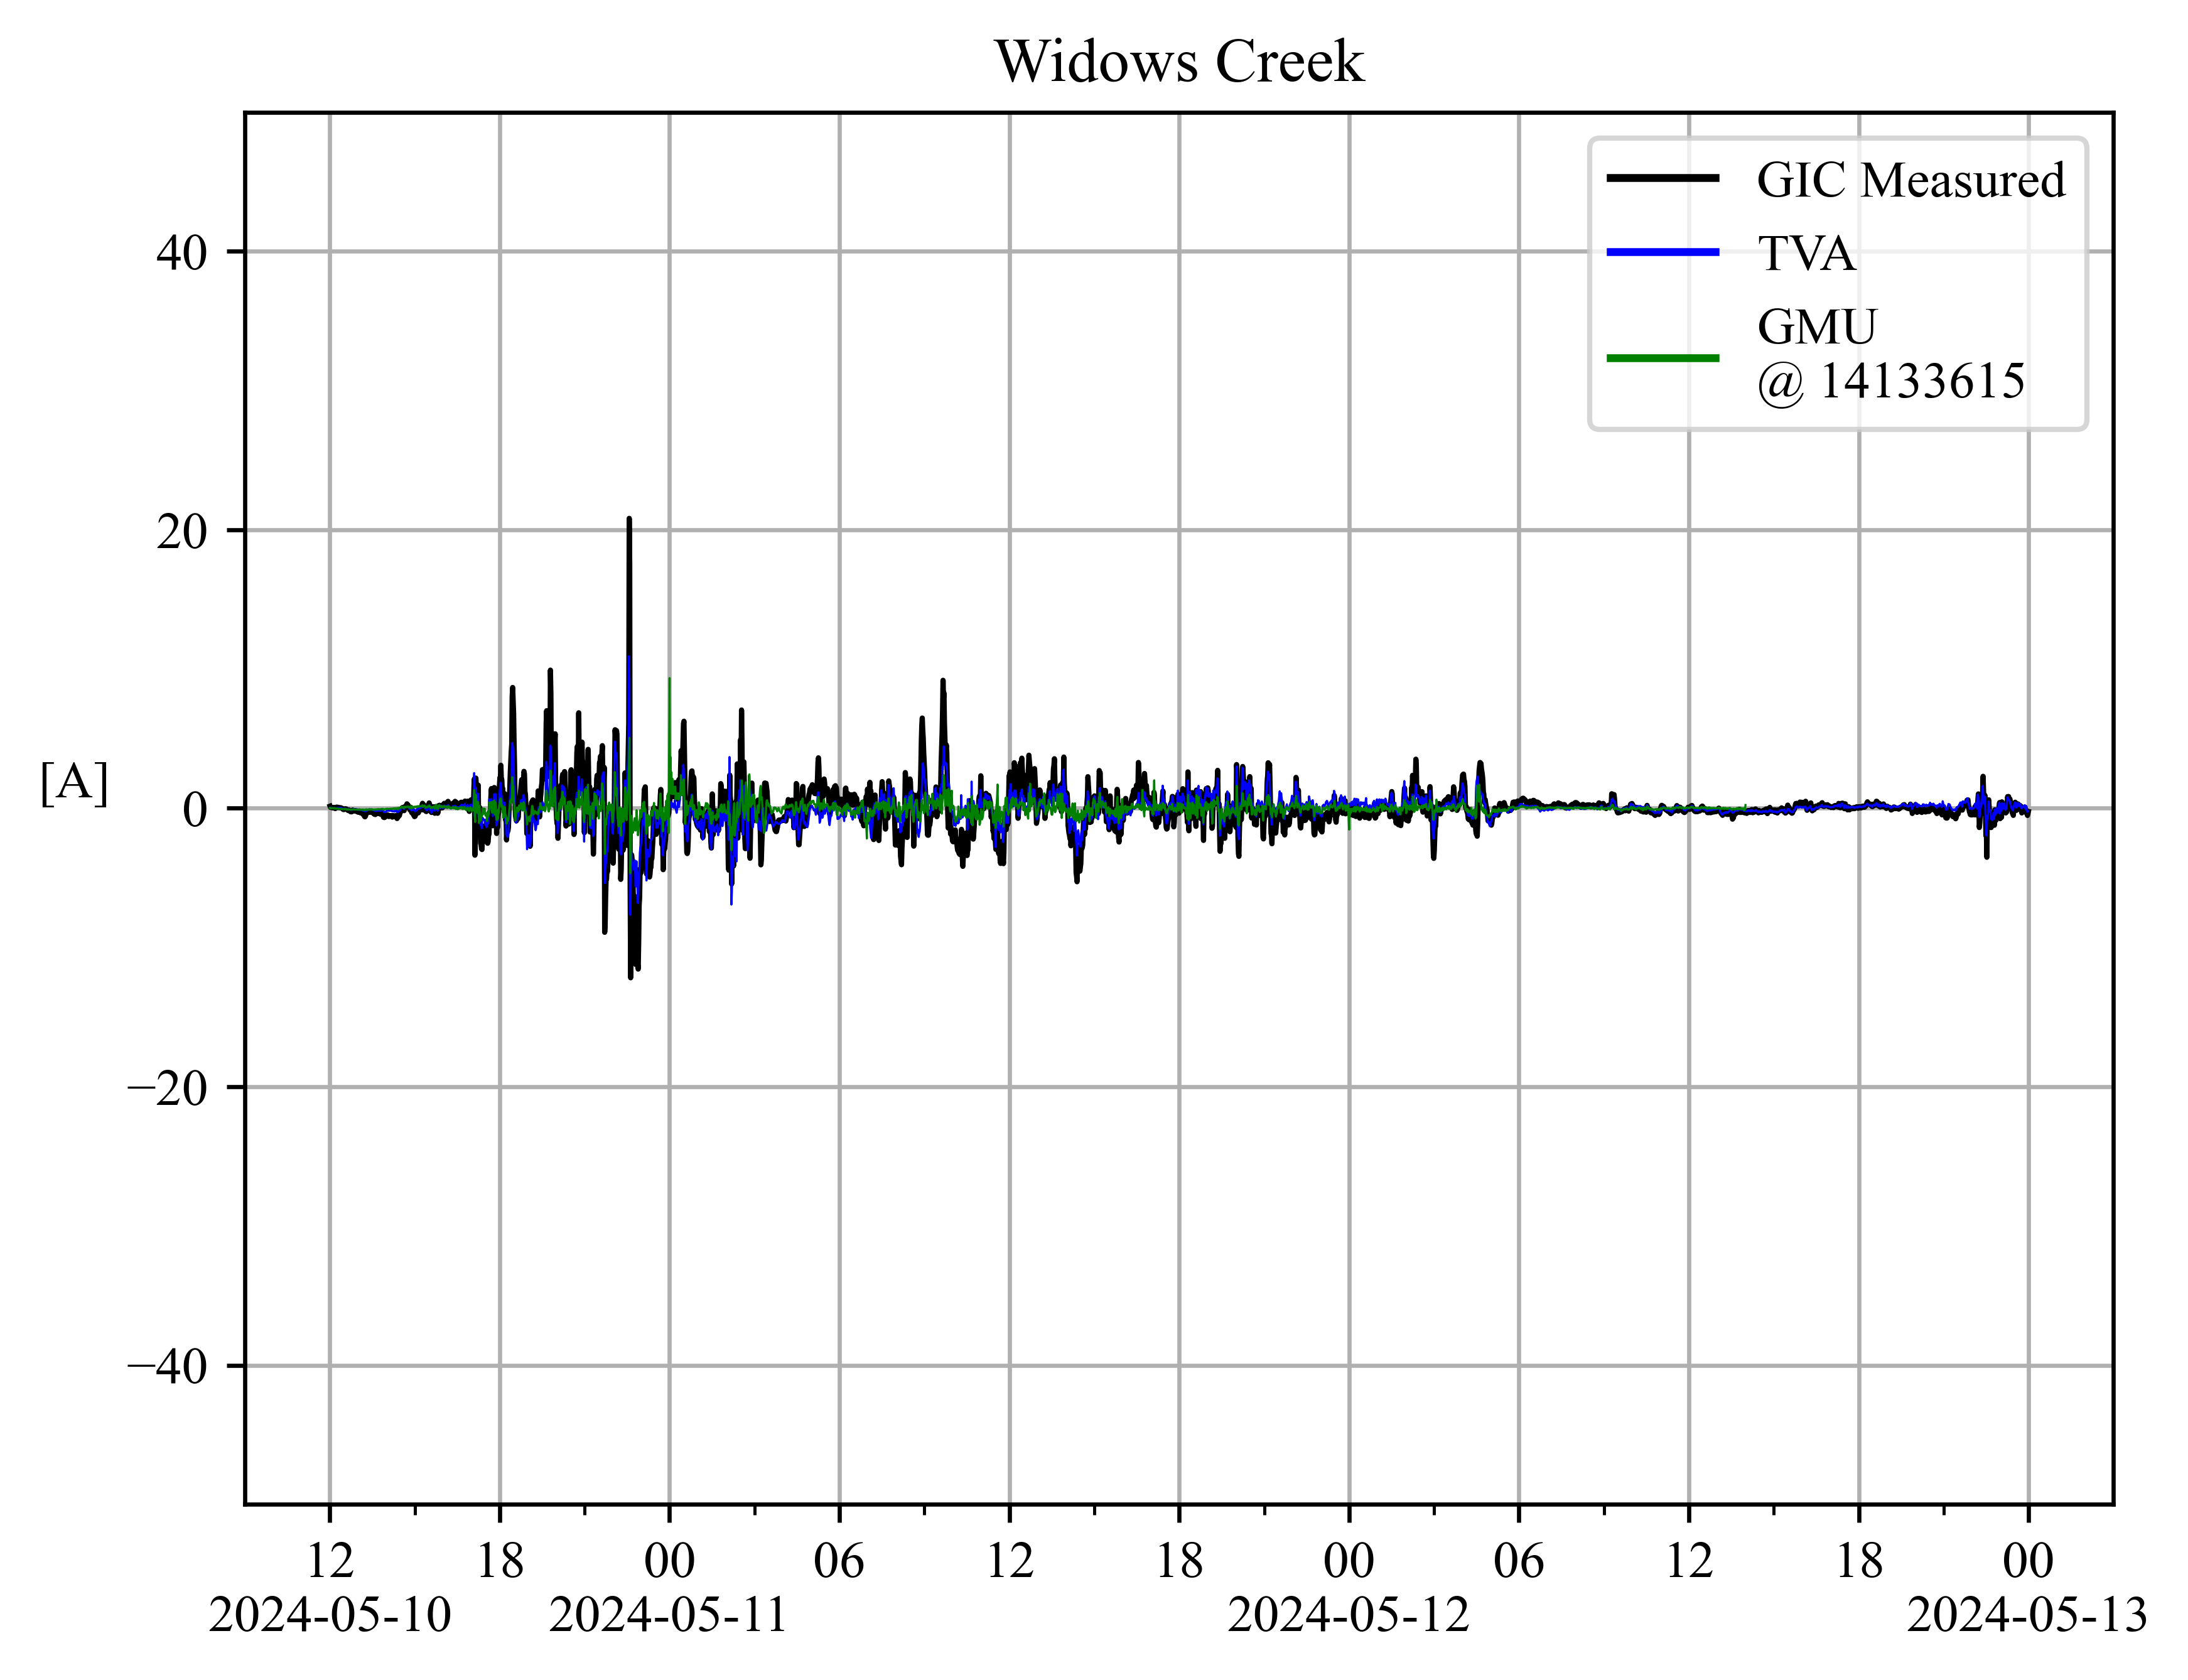 Widows Creek
GIC Measured
TVA
GMU
@ 14133615
40
20
[A]
0
−20
−40
12 18 00 06 12 18 00 06 12 18 00
2024-05-10 2024-05-11 2024-05-12 2024-05-13